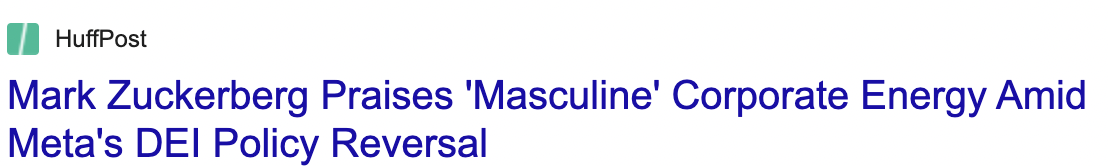 HuffPost
Mark Zuckerberg Praises 'Masculine' Corporate Energy Amid
Meta's DEI Policy Reversal